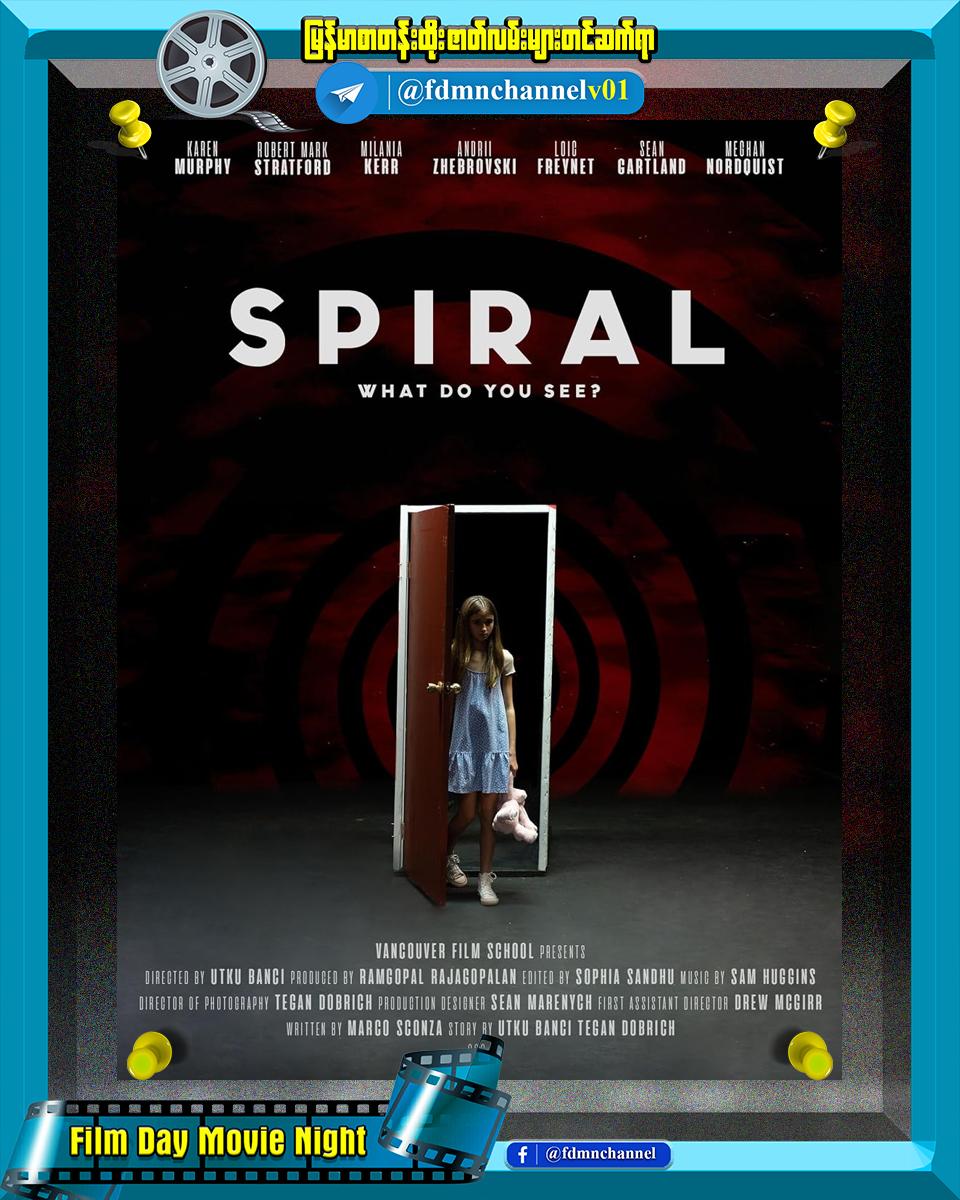 မြန်မာစာတန်းထိုးဇာတ်လမ်းများတင်ဆက်ရာ
@fdmnchannelv01
KAREN MURPHY ROBERT MARK STRATFORD MILANIA KERR ANDRII ZHEBROVSKI LOIC FREYNET SEAN GARTLAND MEGHAN NORDQUIST
SPIRAL
WHAT DO YOU SEE?
VANCOUVER FILM SCHOOL PRESENTS
DIRECTED BY UTKU BANCI PRODUCED BY RAMGOPAL RAJAGOPALAN EDITED BY SOPHIA SANDHU MUSIC BY SAM HUGGINS
DIRECTOR OF PHOTOGRAPHY TEGAN DOBRICH PRODUCTION DESIGNER SEAN MARENYCH FIRST ASSISTANT DIRECTOR DREW MCGIRR
WRITTEN BY MARCO SCONZA STORY BY UTKU BANCI TEGAN DOBRICH
Film Day Movie Night
@fdmnchannel